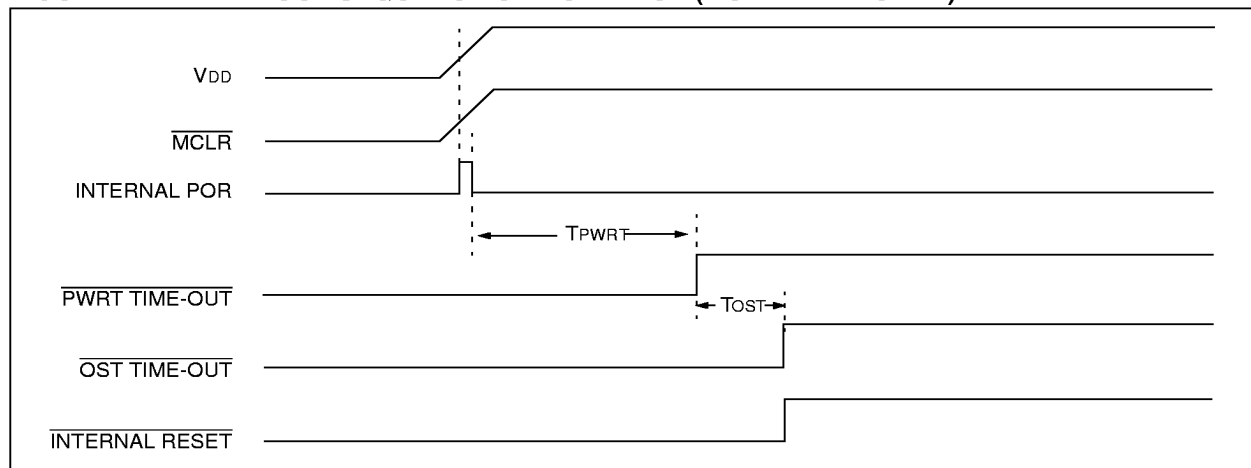 VDD
MCLR
INTERNAL POR
TPWRT
PWRT TIME-OUT
TOST
OST TIME-OUT
INTERNAL RESET